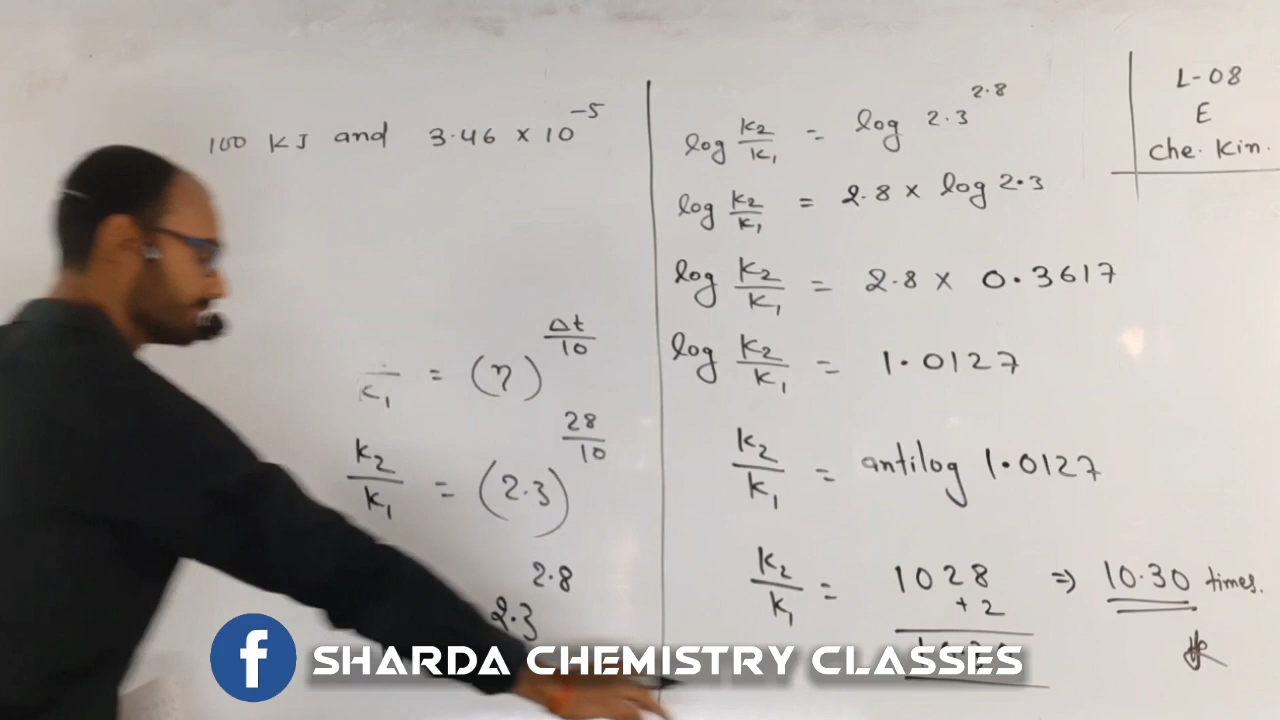 100 KJ and 3.46 × 10⁻⁵
K₁ = (η)^(Δt/10)
K₂/K₁ = (2.3)^(28/10)
2.3^2.8
log K₂/K₁ = log 2.3^2.8
log K₂/K₁ = 2.8 × log 2.3
log K₂/K₁ = 2.8 × 0.3617
log K₂/K₁ = 1.0127
K₂/K₁ = antilog 1.0127
K₂/K₁ = 1028 ⇒ 10.30 times.
+2
L-08
E
Che. Kin.
f SHARDA CHEMISTRY CLASSES